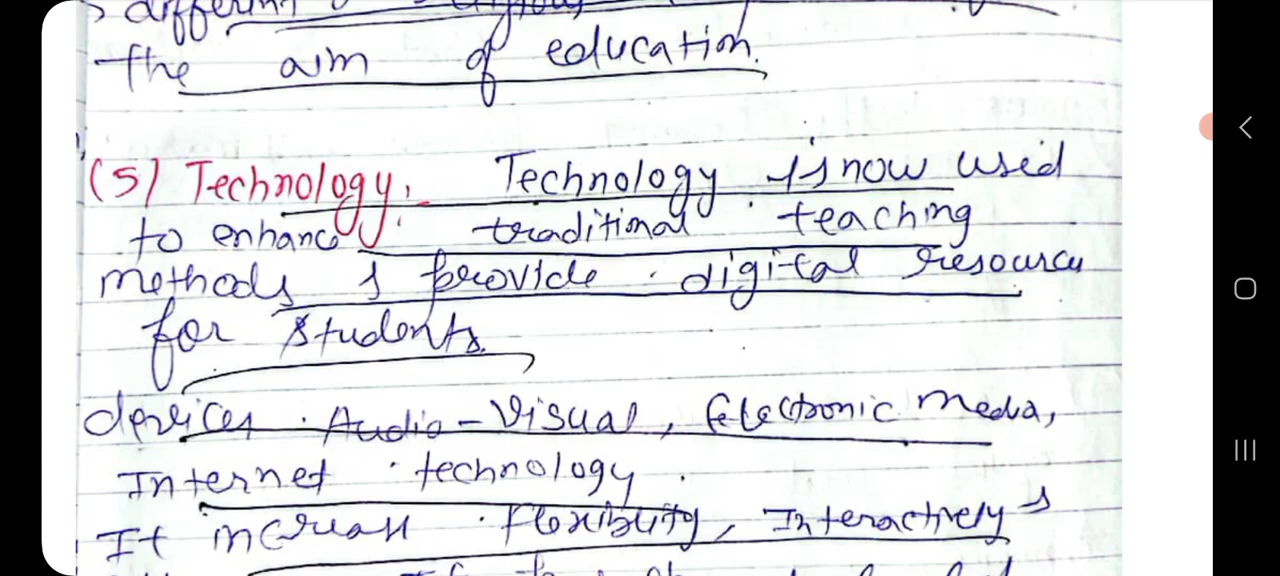 the aim of education.
(5) Technology:- Technology is now used
to enhance traditional teaching
methods & provide digital resources
for students.
devices. Audio-Visual, Electronic Media,
Internet technology.
It increase flexiblity, Interactively &